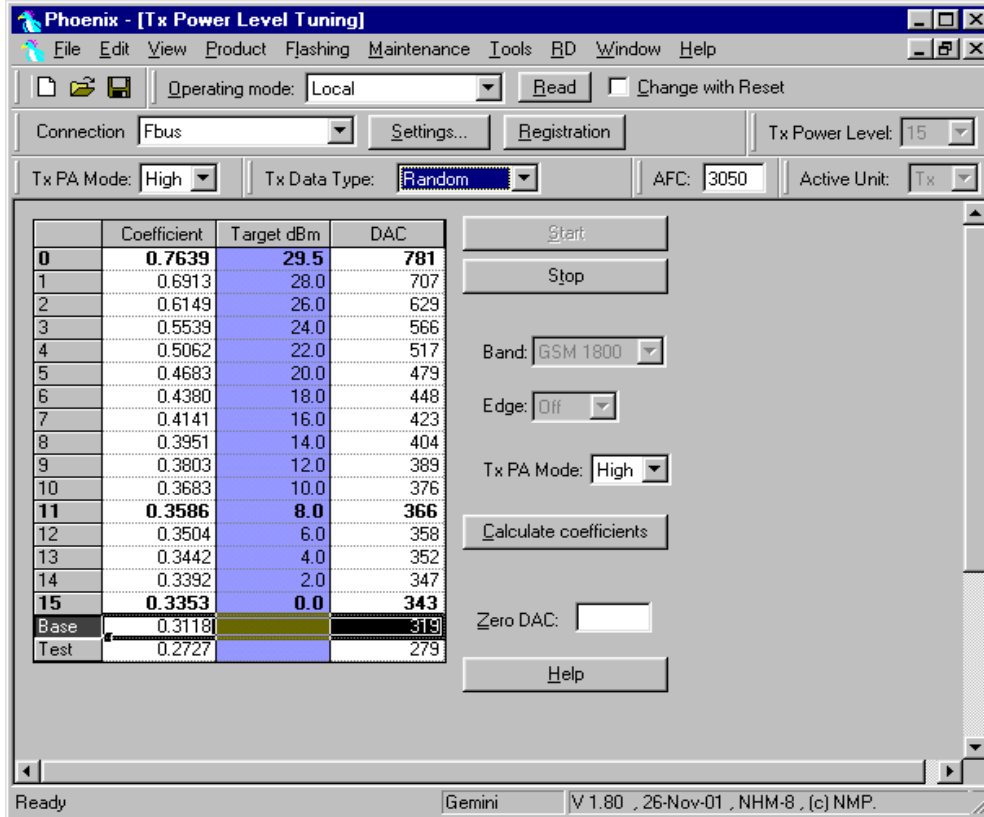 Phoenix - [Tx Power Level Tuning]
File Edit View Product Flashing Maintenance Tools RD Window Help
Operating mode: Local Read Change with Reset
Connection Fbus Settings... Registration Tx Power Level: 15
Tx PA Mode: High Tx Data Type: Random AFC: 3050 Active Unit: Tx
Coefficient Target dBm DAC
0 0.7639 29.5 781
1 0.6913 28.0 707
2 0.6149 26.0 629
3 0.5539 24.0 566
4 0.5062 22.0 517
5 0.4683 20.0 479
6 0.4380 18.0 448
7 0.4141 16.0 423
8 0.3951 14.0 404
9 0.3803 12.0 389
10 0.3683 10.0 376
11 0.3586 8.0 366
12 0.3504 6.0 358
13 0.3442 4.0 352
14 0.3392 2.0 347
15 0.3353 0.0 343
Base 0.3118 319
Test 0.2727 279
Start
Stop
Band: GSM 1800
Edge: Off
Tx PA Mode: High
Calculate coefficients
Zero DAC:
Help
Ready Gemini V 1.80 , 26-Nov-01 , NHM-8 , (c) NMP.